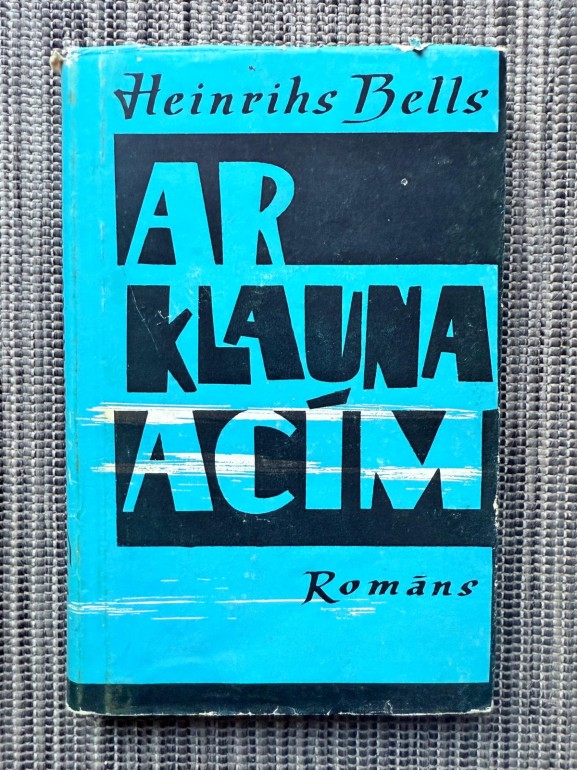 Heinrihs Bells
AR
KLAUNA
ACĪM
Romāns